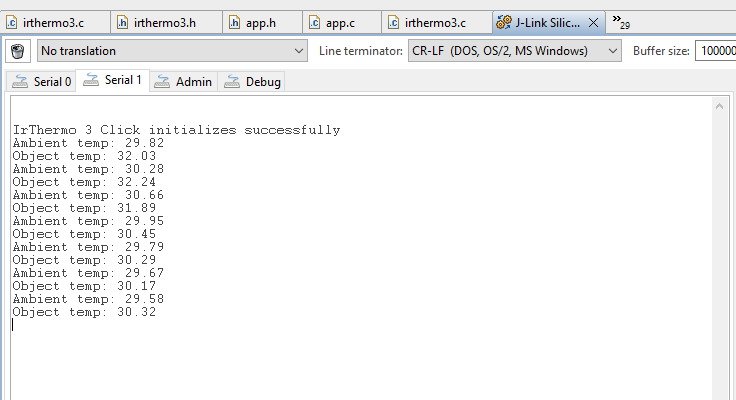 irthermo3.c irthermo3.h app.h app.c irthermo3.c J-Link Silic... »29
No translation Line terminator: CR-LF (DOS, OS/2, MS Windows) Buffer size: 100000
Serial 0 Serial 1 Admin Debug
IrThermo 3 Click initializes successfully
Ambient temp: 29.82
Object temp: 32.03
Ambient temp: 30.28
Object temp: 32.24
Ambient temp: 30.66
Object temp: 31.89
Ambient temp: 29.95
Object temp: 30.45
Ambient temp: 29.79
Object temp: 30.29
Ambient temp: 29.67
Object temp: 30.17
Ambient temp: 29.58
Object temp: 30.32